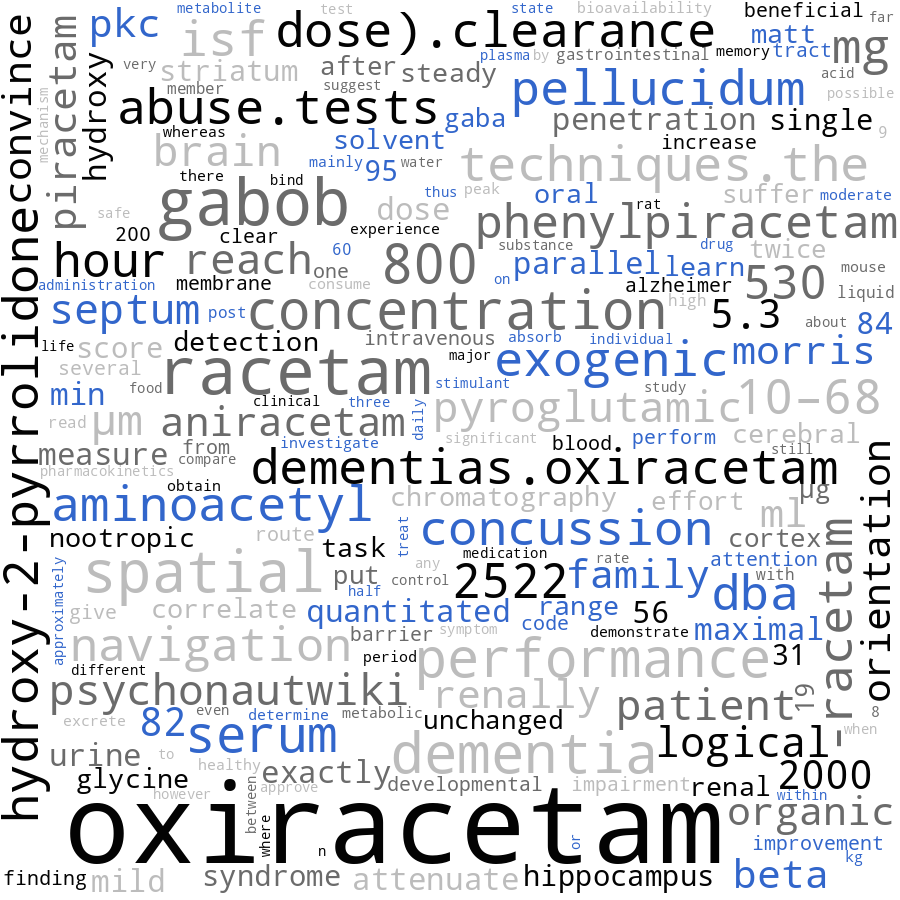 metabolite
state
test
bioavailability
beneficial
far
pkc
isf
dose).clearance
matt
mg
plasma
by
gastrointestinal
memory
tract
very
striatum
after
steady
acid
member
suggest
pellucidum
possible
abuse.tests
gaba
penetration
single
9
whereas
solvent
increase
brain
mainly
95
water
techniques.the
mechanism
piracetam
hydroxy
convince
there
bind
thus
peak
oral
rat
suffer
moderate
gabob
dose
safe
200
clear
experience
phenylpiracetam
60
substance
drug
twice
hour
reach
one
800
on
parallel
learn
530
mouse
administration
membrane
consume
alzheimer
liquid
septum
post
concentration
high
5.3
about
84
life
score
detection
intravenous
absorb
individual
several
racetam
major
exogenic
morris
min
food
stimulant
study
clinical
three
daily
pyroglutamic
10-68
read
μm
aniracetam
investigate
significant
blood
perform
cerebral
measure
from
compare
still
pharmacokinetics
dementias.oxiracetam
obtain
μg
aminoacetyl
chromatography
effort
ml
orientation
nootropic
route
treat
concussion
cortex
task
medication
rate
attention
spatial
put
any
control
2522
family
with
half
dba
approximately
give
correlate
quantitated
range
56
code
demonstrate
maximal
navigation
barrier
symptom
different
period
performance
31
-racetam
psychonautwiki
renally
patient
19
8
excrete
82
even
determine
metabolic
unchanged
when
serum
urine
to
healthy
dementia
logical
glycine
exactly
developmental
impairment
renal
2000
however
between
approve
within
oxiracetam
organic
where
n
or
improvement
kg
finding
mild
syndrome
attenuate
hippocampus
beta
hydroxy-2-pyrrolidone